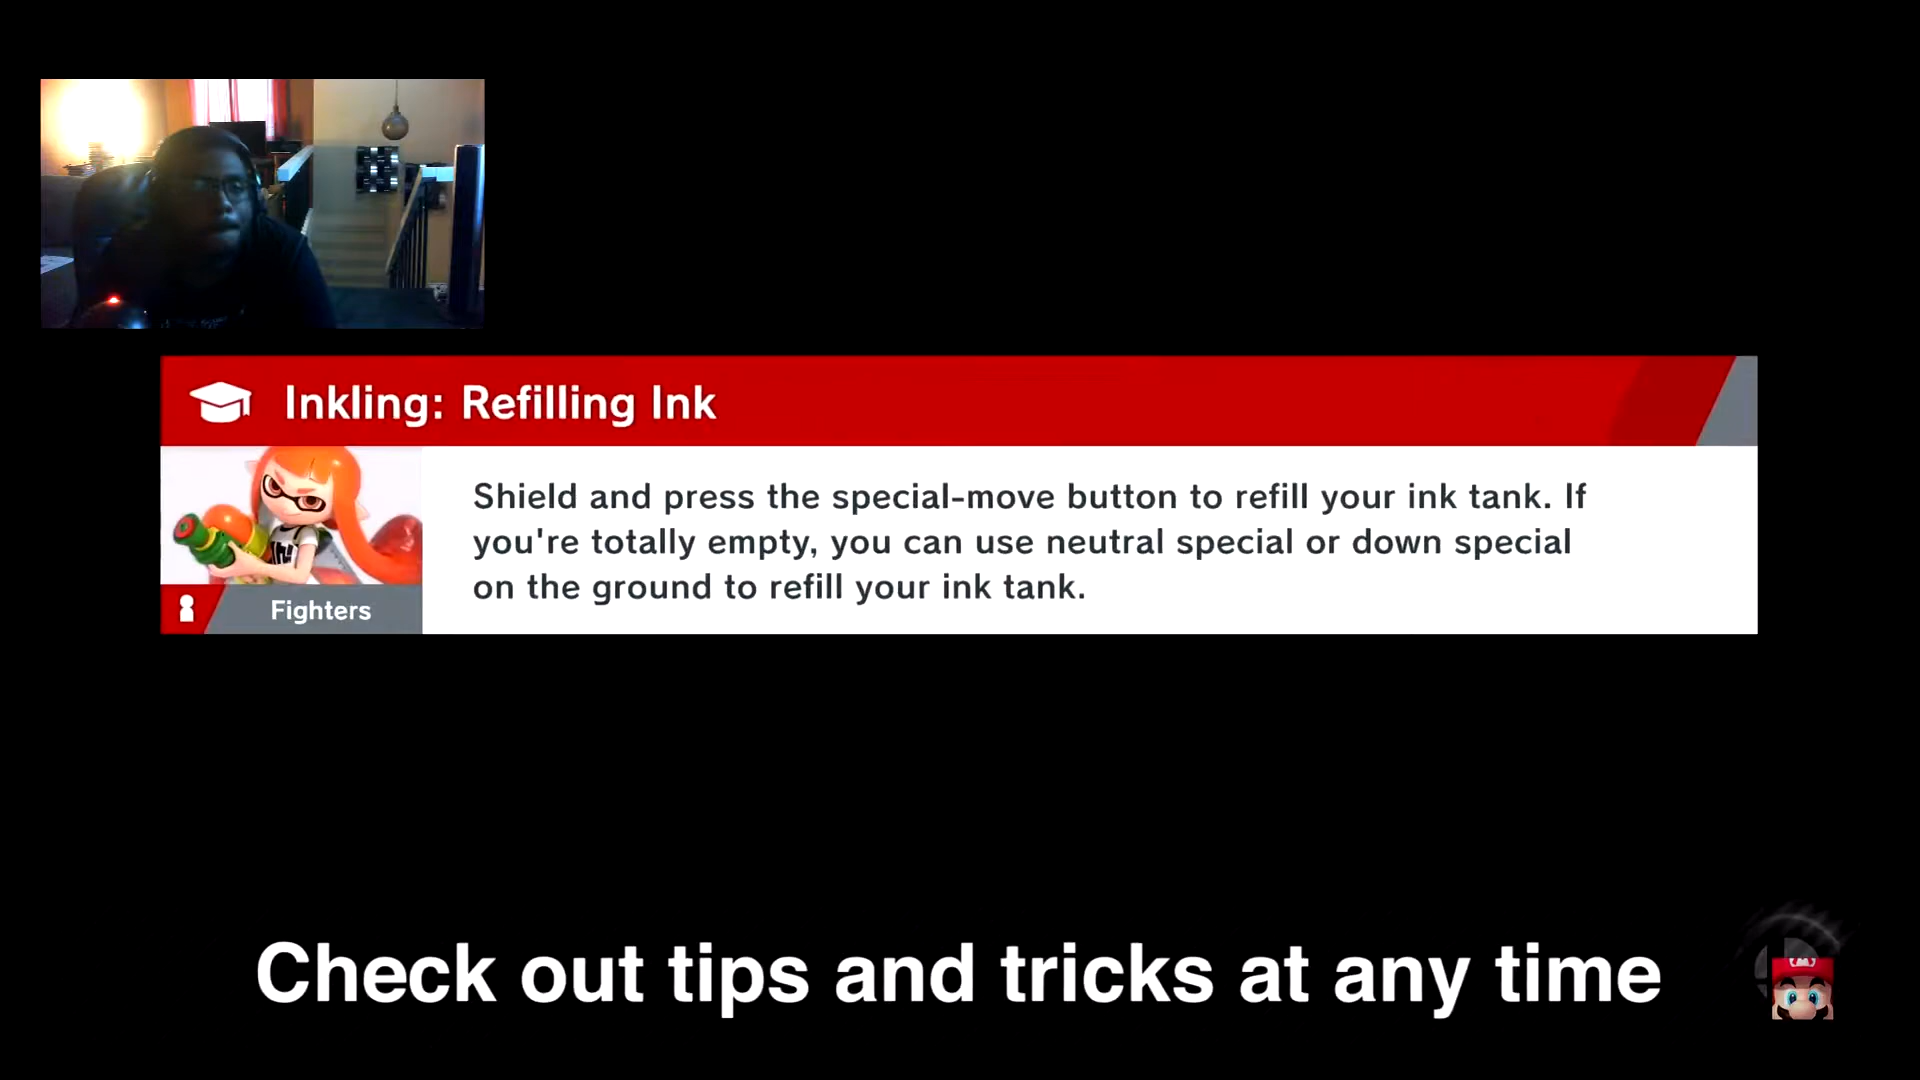 Inkling: Refilling Ink
Shield and press the special-move button to refill your ink tank. If
you're totally empty, you can use neutral special or down special
on the ground to refill your ink tank.
Fighters
Check out tips and tricks at any time